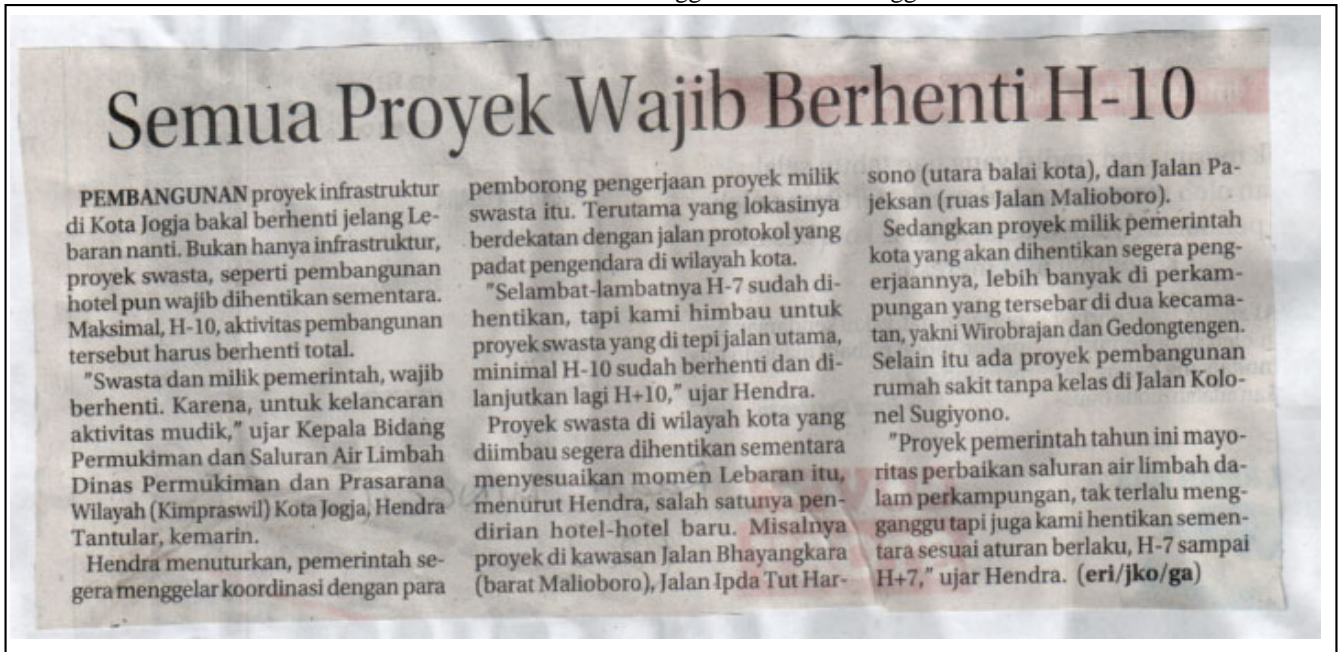 Semua Proyek Wajib Berhenti H-10
PEMBANGUNAN proyek infrastruktur
di Kota Jogja bakal berhenti jelang Le-
baran nanti. Bukan hanya infrastruktur,
proyek swasta, seperti pembangunan
hotel pun wajib dihentikan sementara.
Maksimal, H-10, aktivitas pembangunan
tersebut harus berhenti total.
"Swasta dan milik pemerintah, wajib
berhenti. Karena, untuk kelancaran
aktivitas mudik," ujar Kepala Bidang
Permukiman dan Saluran Air Limbah
Dinas Permukiman dan Prasarana
Wilayah (Kimpraswil) Kota Jogja, Hendra
Tantular, kemarin.
Hendra menuturkan, pemerintah se-
gera menggelar koordinasi dengan para
pemborong pengerjaan proyek milik
swasta itu. Terutama yang lokasinya
berdekatan dengan jalan protokol yang
padat pengendara di wilayah kota.
"Selambat-lambatnya H-7 sudah di-
hentikan, tapi kami himbau untuk
proyek swasta yang di tepi jalan utama,
minimal H-10 sudah berhenti dan di-
lanjutkan lagi H+10," ujar Hendra.
Proyek swasta di wilayah kota yang
diimbau segera dihentikan sementara
menyesuaikan momen Lebaran itu,
menurut Hendra, salah satunya pen-
dirian hotel-hotel baru. Misalnya
proyek di kawasan Jalan Bhayangkara
(barat Malioboro), Jalan Ipda Tut Har-
sono (utara balai kota), dan Jalan Pa-
jeksan (ruas Jalan Malioboro).
Sedangkan proyek milik pemerintah
kota yang akan dihentikan segera peng-
erjaannya, lebih banyak di perkam-
pungan yang tersebar di dua kecama-
tan, yakni Wirobrajan dan Gedongtengen.
Selain itu ada proyek pembangunan
rumah sakit tanpa kelas di Jalan Kolo-
nel Sugiyono.
"Proyek pemerintah tahun ini mayo-
ritas perbaikan saluran air limbah da-
lam perkampungan, tak terlalu meng-
ganggu tapi juga kami hentikan semen-
tara sesuai aturan berlaku, H-7 sampai
H+7," ujar Hendra. (eri/jko/ga)